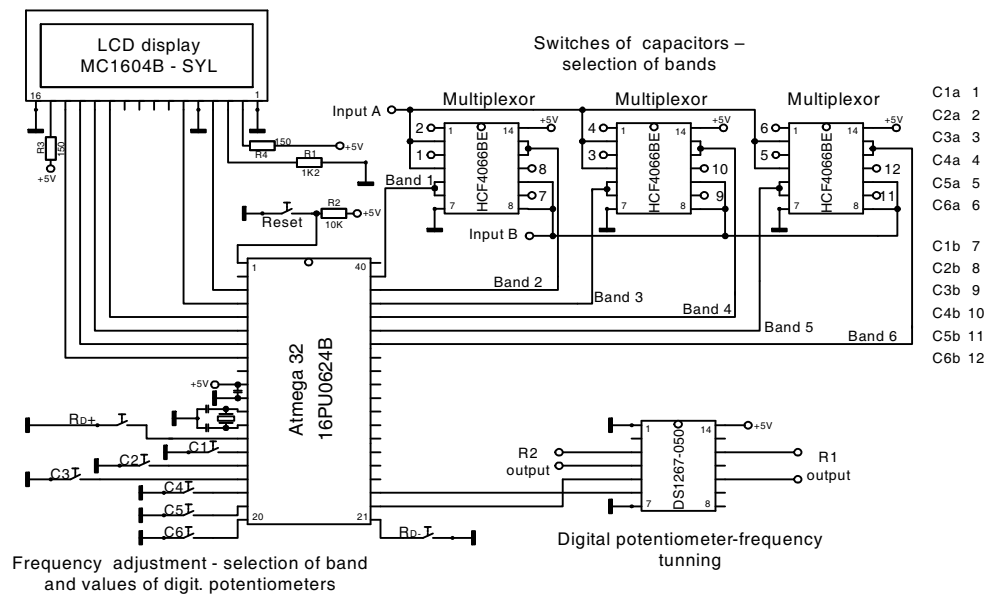 LCD display
MC1604B - SYL
16
1
R3
150
+5V
150
R4
+5V
R1
1K2
Switches of capacitors –
selection of bands
Input A
Multiplexor
Multiplexor
Multiplexor
2
1
14
+5V
1
8
7
7
8
HCF4066BE
4
1
14
+5V
3
10
9
7
8
HCF4066BE
6
1
14
+5V
5
12
11
7
8
HCF4066BE
Band 1
Input B
Reset
R2
10K
+5V
C1a 1
C2a 2
C3a 3
C4a 4
C5a 5
C6a 6
C1b 7
C2b 8
C3b 9
C4b 10
C5b 11
C6b 12
1
40
Band 2
Band 3
Band 4
Band 5
Band 6
Atmega 32
16PU0624B
+5V
RD+
C1
C2
C3
C4
C5
C6
20
21
RD-
R2
output
1
14
+5V
DS1267-050
7
8
R1
output
Digital potentiometer-frequency
tunning
Frequency adjustment - selection of band
and values of digit. potentiometers